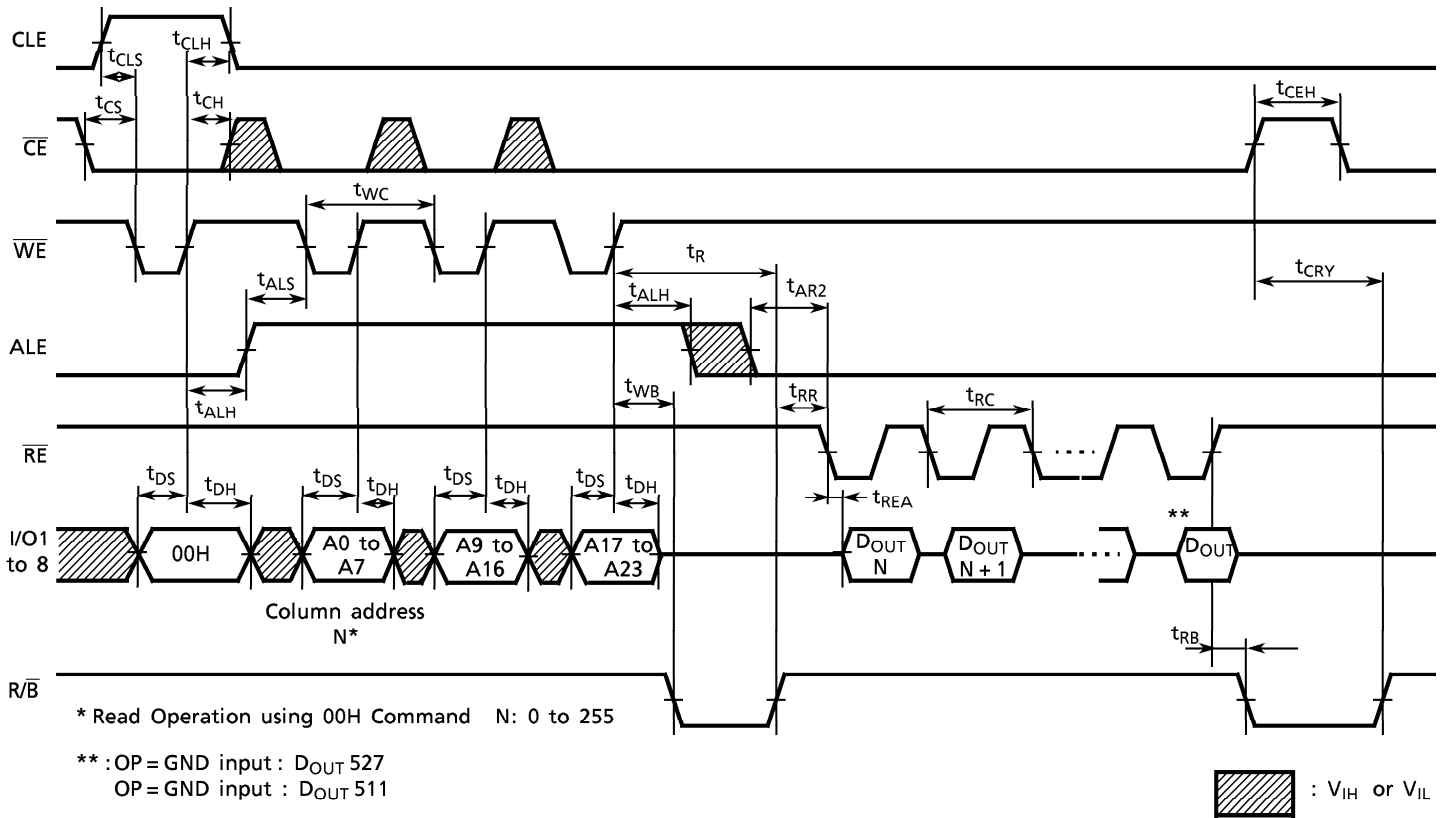 CLE
tCLS
tCLH
tCS
tCH
tCEH
CE
tWC
WE
tR
tCRY
tALS
tALH
tAR2
ALE
tALH
tWB
tRR
tRC
RE
tDS
tDH
tDS
tDH
tDS
tDH
tDS
tDH
tREA
**
I/O1
to 8
00H
A0 to
A7
A9 to
A16
A17 to
A23
DOUT
N
DOUT
N + 1
DOUT
Column address
N*
tRB
R/B
* Read Operation using 00H Command N: 0 to 255
** : OP = GND input : DOUT 527
OP = GND input : DOUT 511
: VIH or VIL